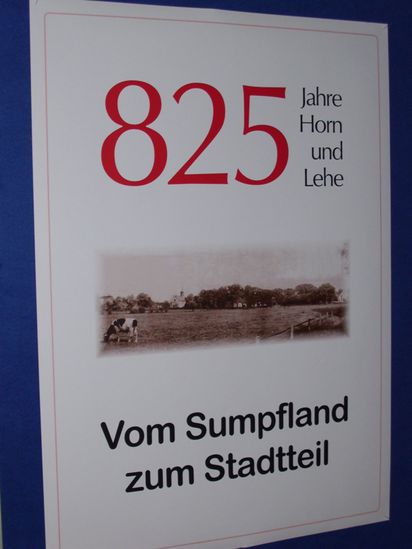 825
Jahre
Horn
und
Lehe
Vom Sumpfland
zum Stadtteil